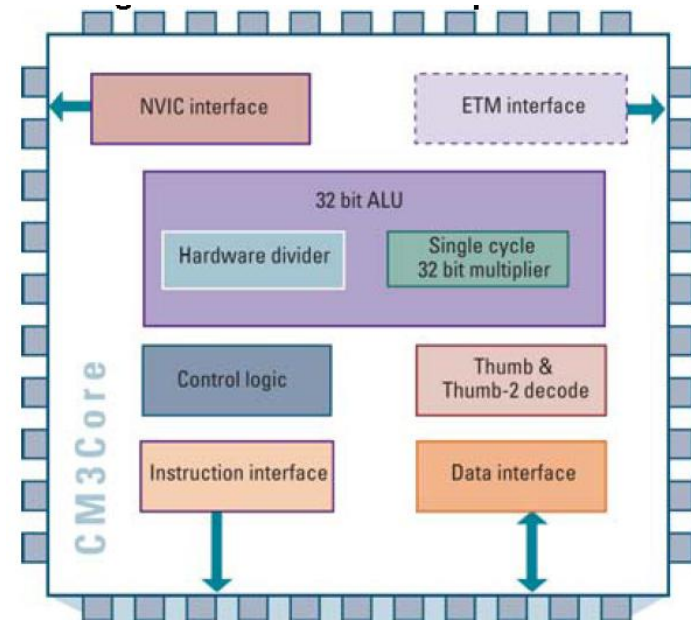 NVIC interface
ETM interface
32 bit ALU
Hardware divider
Single cycle
32 bit multiplier
Control logic
Thumb &
Thumb-2 decode
Instruction interface
Data interface
CM3Core